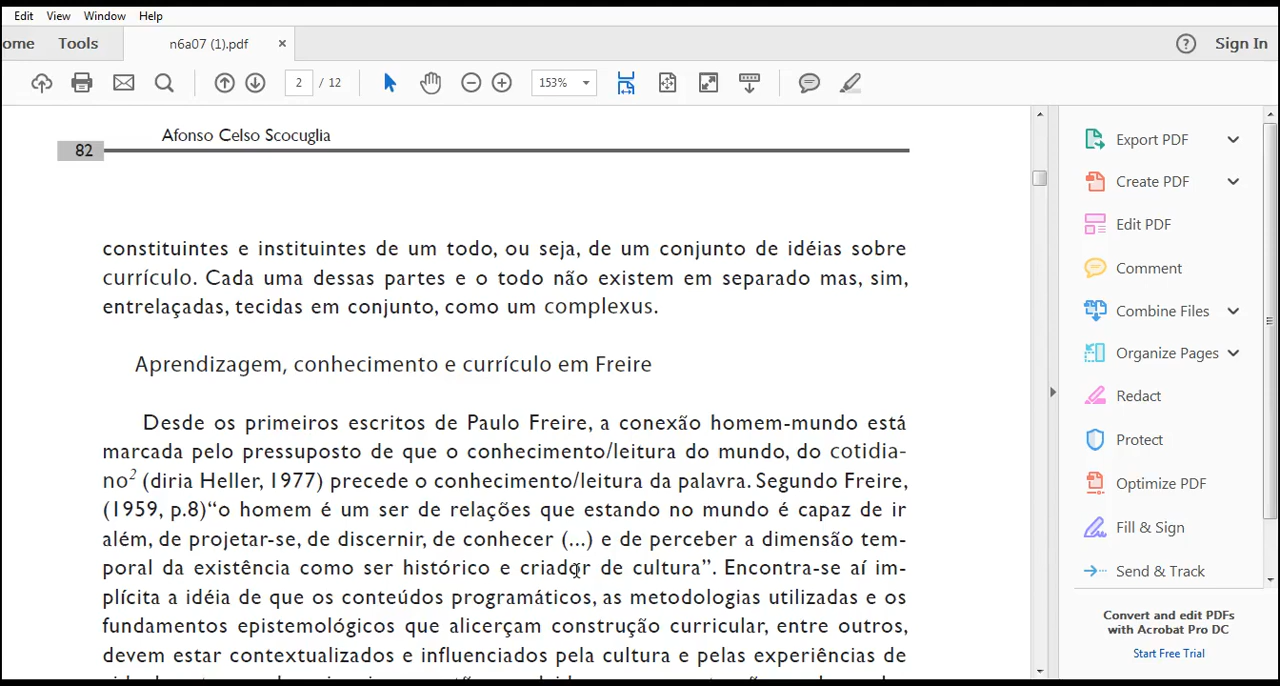 Edit View Window Help
ome Tools n6a07 (1).pdf × ? Sign In
2 / 12 153%
Afonso Celso Scocuglia
82
constituintes e instituintes de um todo, ou seja, de um conjunto de idéias sobre
currículo. Cada uma dessas partes e o todo não existem em separado mas, sim,
entrelaçadas, tecidas em conjunto, como um complexus.
Aprendizagem, conhecimento e currículo em Freire
Desde os primeiros escritos de Paulo Freire, a conexão homem-mundo está
marcada pelo pressuposto de que o conhecimento/leitura do mundo, do cotidia-
no² (diria Heller, 1977) precede o conhecimento/leitura da palavra. Segundo Freire,
(1959, p.8)“o homem é um ser de relações que estando no mundo é capaz de ir
além, de projetar-se, de discernir, de conhecer (...) e de perceber a dimensão tem-
poral da existência como ser histórico e criador de cultura”. Encontra-se aí im-
plícita a idéia de que os conteúdos programáticos, as metodologias utilizadas e os
fundamentos epistemológicos que alicerçam construção curricular, entre outros,
devem estar contextualizados e influenciados pela cultura e pelas experiências de
Export PDF
Create PDF
Edit PDF
Comment
Combine Files
Organize Pages
Redact
Protect
Optimize PDF
Fill & Sign
Send & Track
Convert and edit PDFs
with Acrobat Pro DC
Start Free Trial